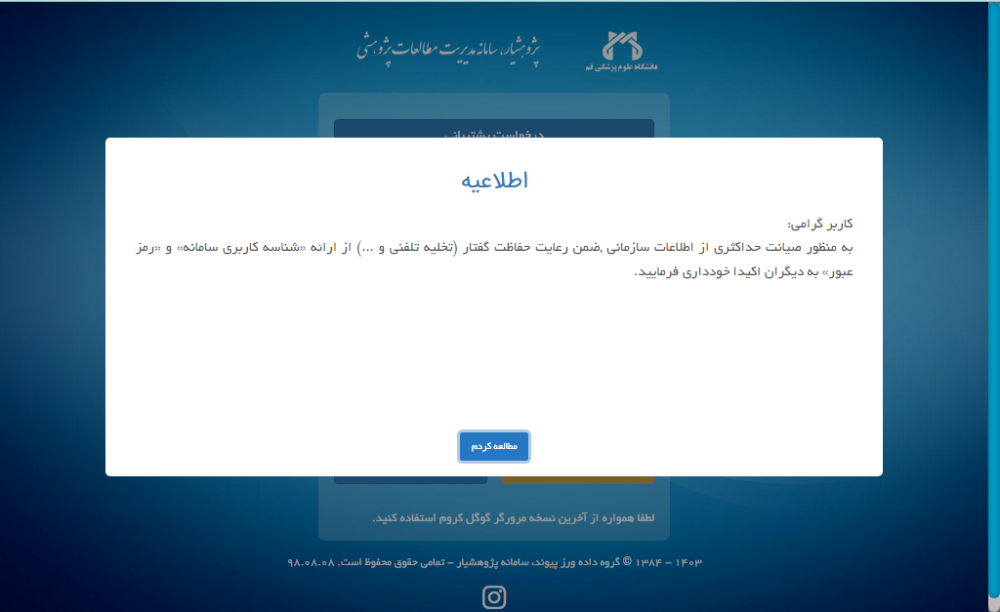 پژوهشیار، سامانه مدیریت مطالعات پژوهشی
دانشگاه علوم پزشکی قم
درخواست پشتیبانی
اطلاعیه
کاربر گرامی:
به منظور صیانت حداکثری از اطلاعات سازمانی ,ضمن رعایت حفاظت گفتار (تخلیه تلفنی و ...) از ارائه «شناسه کاربری سامانه» و «رمز
عبور» به دیگران اکیدا خودداری فرمایید.
مطالعه کردم
لطفا همواره از آخرین نسخه مرورگر گوگل کروم استفاده کنید.
۱۳۸۴ – ۱۴۰۳ © گروه داده ورز پیوند، سامانه پژوهشیار – تمامی حقوق محفوظ است. ۹۸.۰۸.۰۸